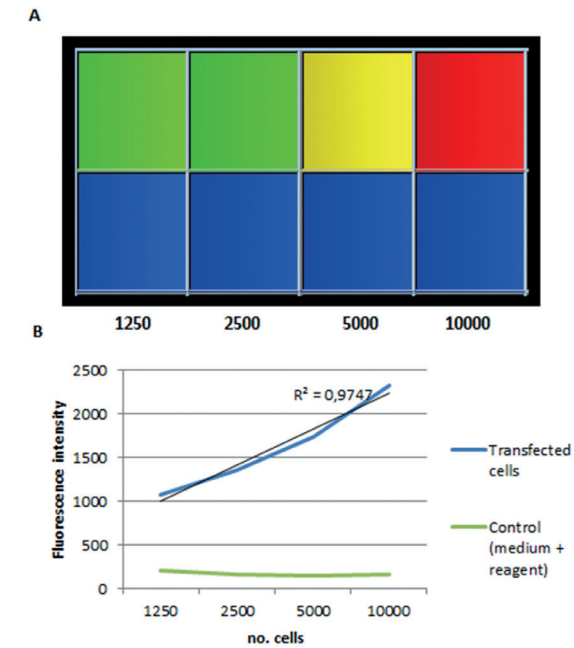 A
1250 2500 5000 10000
B
2500
2000
1500
1000
500
0
R² = 0,9747
Fluorescence intensity
1250 2500 5000 10000
no. cells
Transfected
cells
Control
(medium +
reagent)